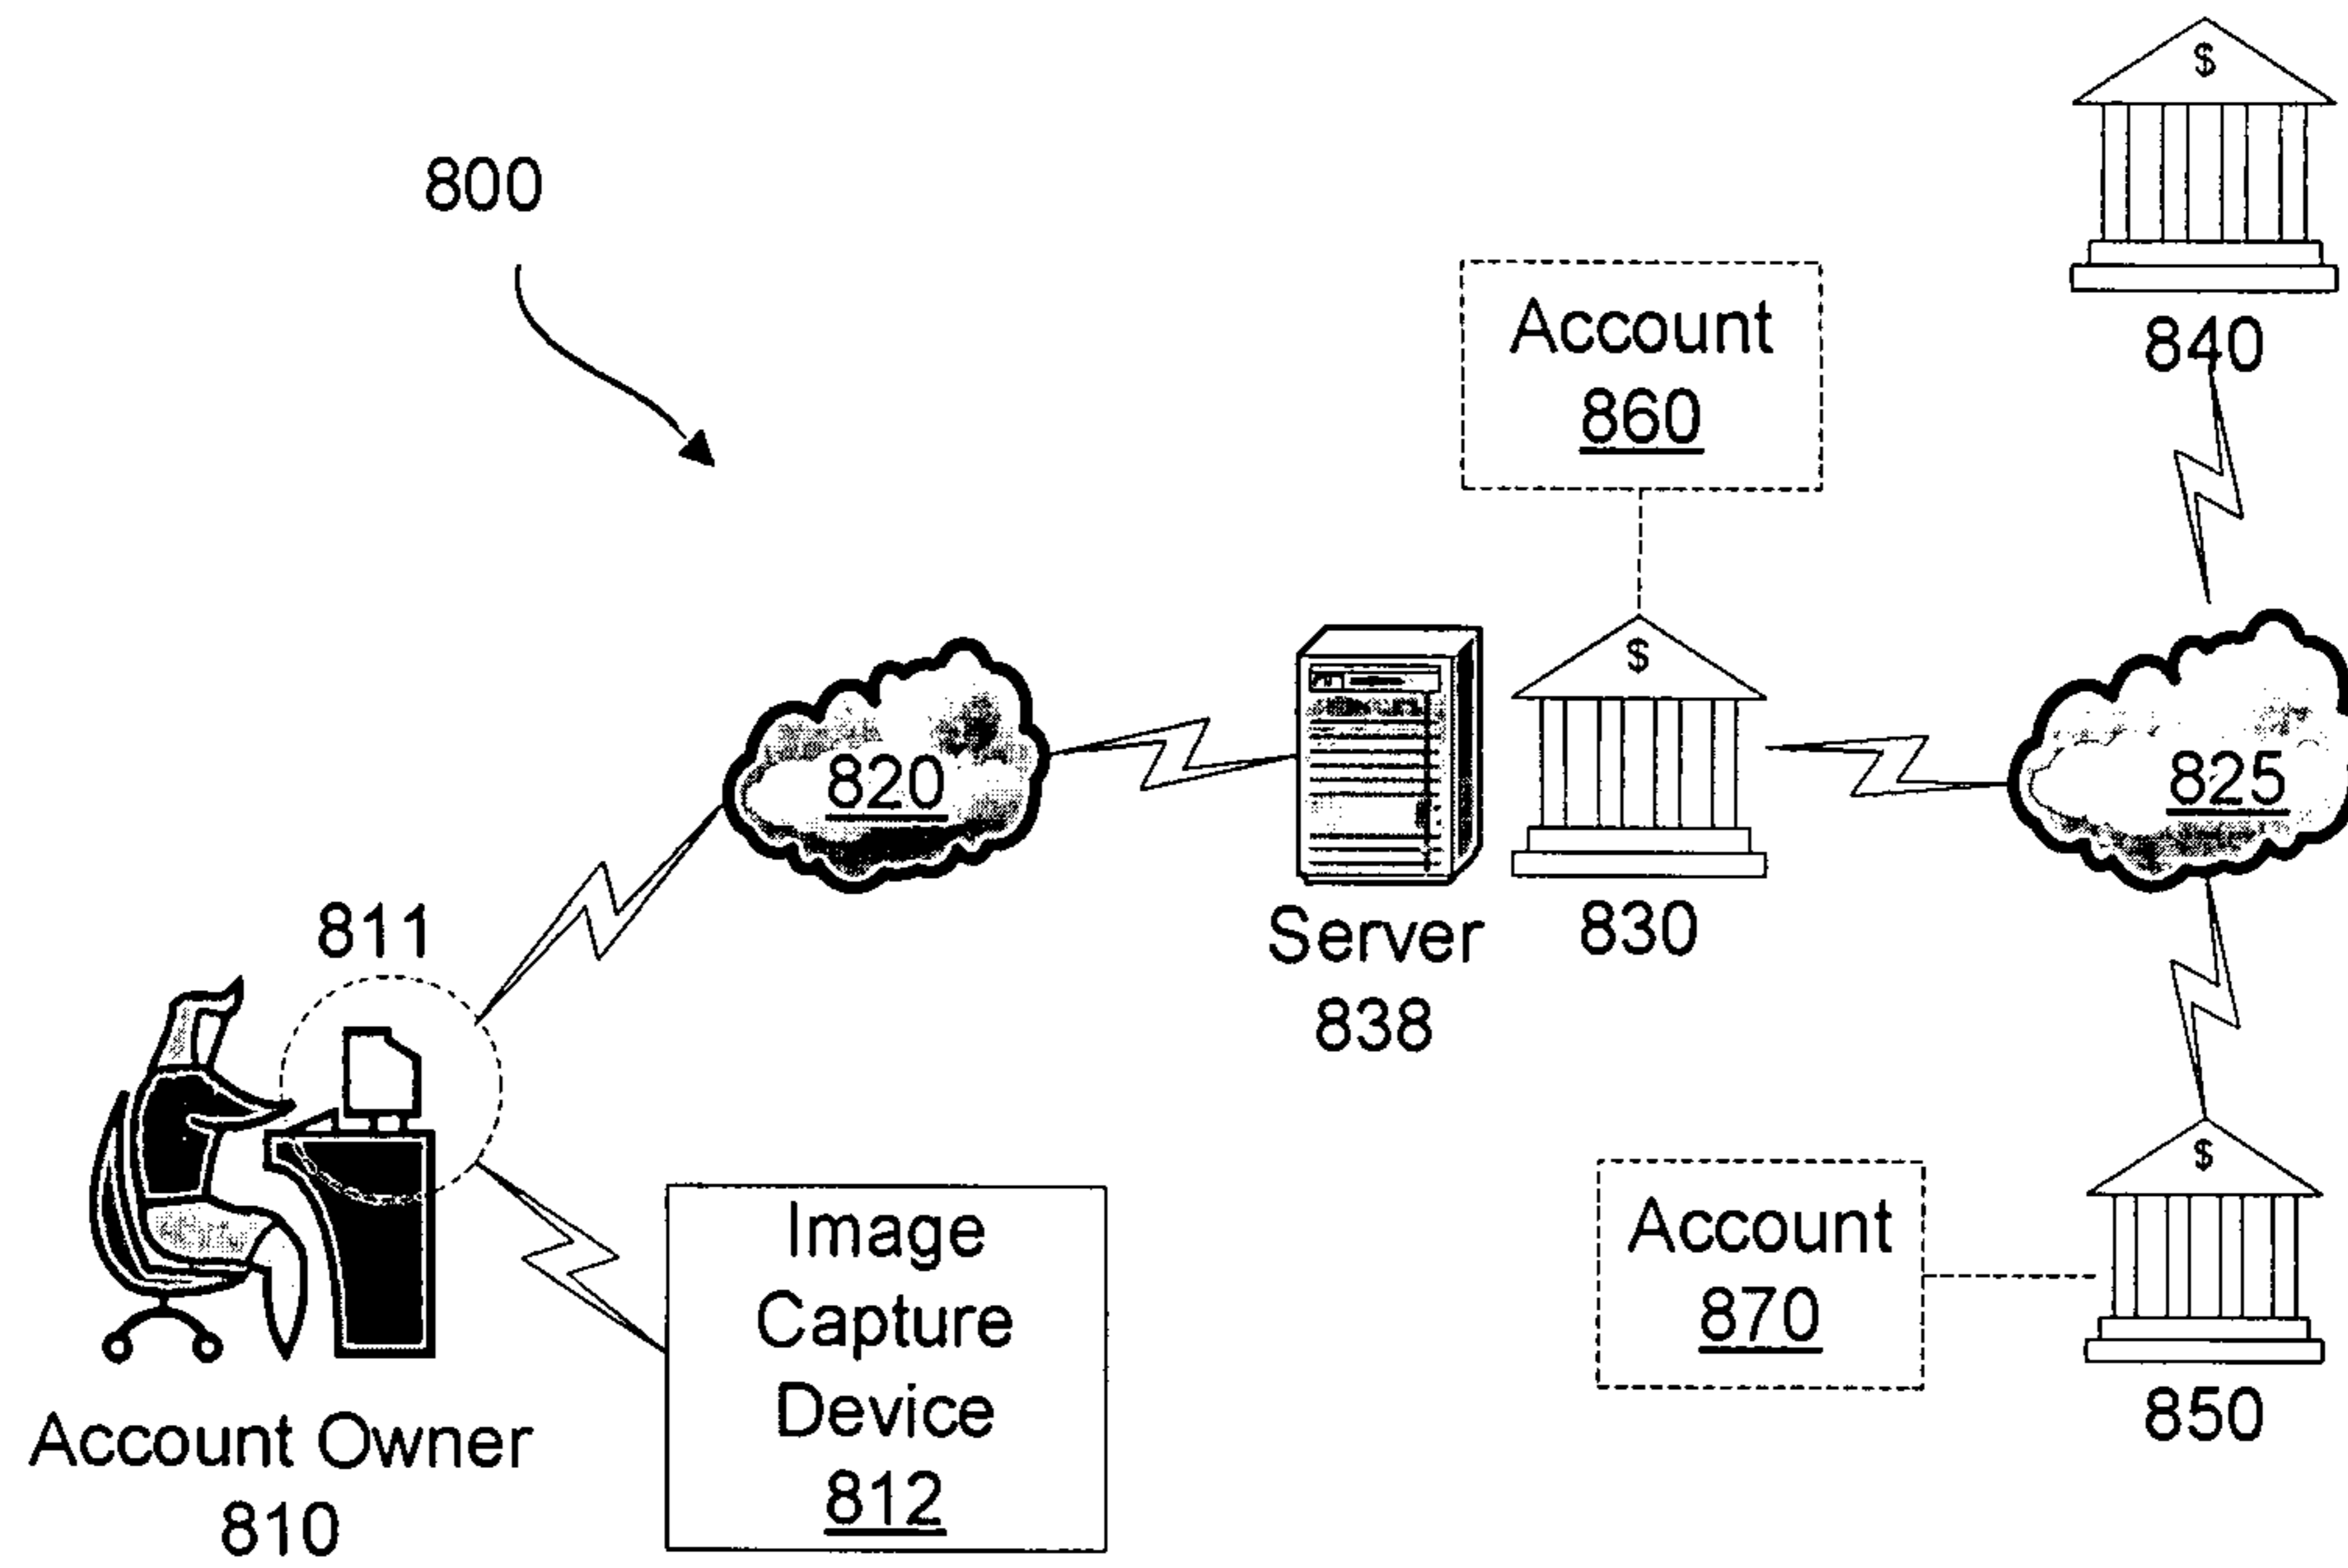 $
800
840
Account
860
$
820
825
Server
838
830
811
Account
870
$
850
Image
Capture
Device
812
Account Owner
810